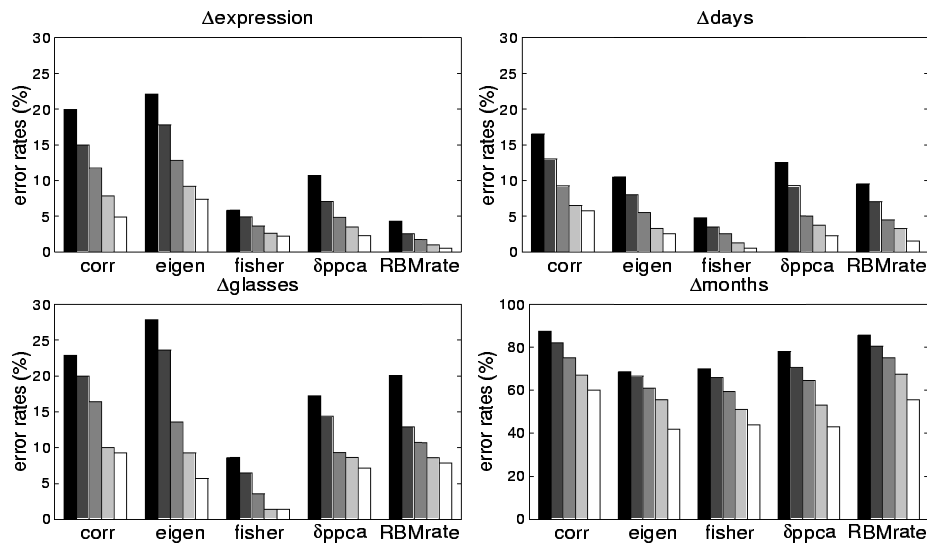 Δexpression
30
25
20
15
10
5
0
error rates (%)
corr eigen fisher δppca RBMrate
Δdays
30
25
20
15
10
5
0
error rates (%)
corr eigen fisher δppca RBMrate
Δglasses
30
25
20
15
10
5
0
error rates (%)
corr eigen fisher δppca RBMrate
Δmonths
100
80
60
40
20
0
error rates (%)
corr eigen fisher δppca RBMrate